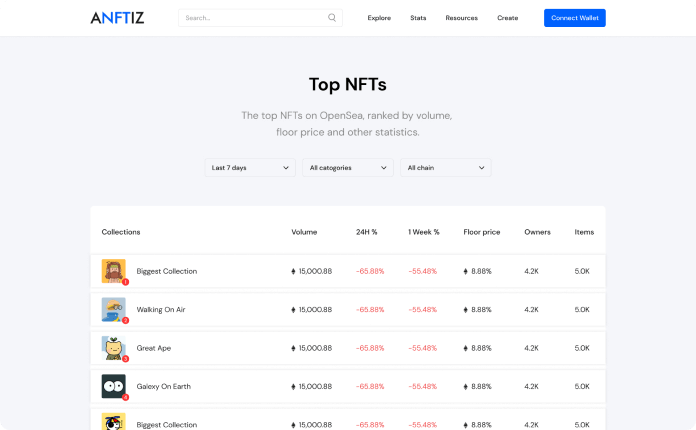 ANFTIZ Search... Explore Stats Resources Create Connect Wallet
Top NFTs
The top NFTs on OpenSea, ranked by volume,
floor price and other statistics.
Last 7 days All catogories All chain
Collections Volume 24H % 1 Week % Floor price Owners Items
1 Biggest Collection 15,000.88 -65.88% -55.48% 8.88% 4.2K 5.0K
2 Walking On Air 15,000.88 -65.88% -55.48% 8.88% 4.2K 5.0K
3 Great Ape 15,000.88 -65.88% -55.48% 8.88% 4.2K 5.0K
Galexy On Earth 15,000.88 -65.88% -55.48% 8.88% 4.2K 5.0K
Biggest Collection 15,000.88 -65.88% -55.48% 8.88% 4.2K 5.0K